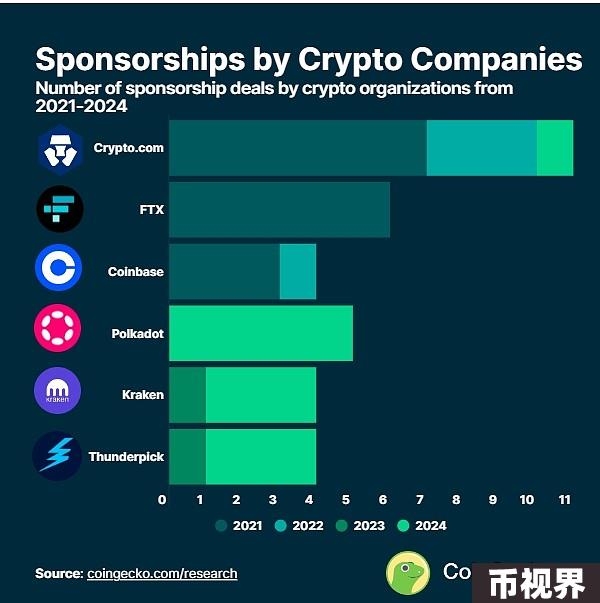 Sponsorships by Crypto Companies
Number of sponsorship deals by crypto organizations from
2021-2024
Crypto.com
FTX
Coinbase
Polkadot
KRAKEN
Kraken
Thunderpick
0 1 2 3 4 5 6 7 8 9 10 11
2021 2022 2023 2024
Source: coingecko.com/research
币视界